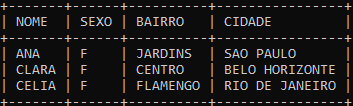 NOME SEXO BAIRRO CIDADE
ANA F JARDINS SAO PAULO
CLARA F CENTRO BELO HORIZONTE
CELIA F FLAMENGO RIO DE JANEIRO